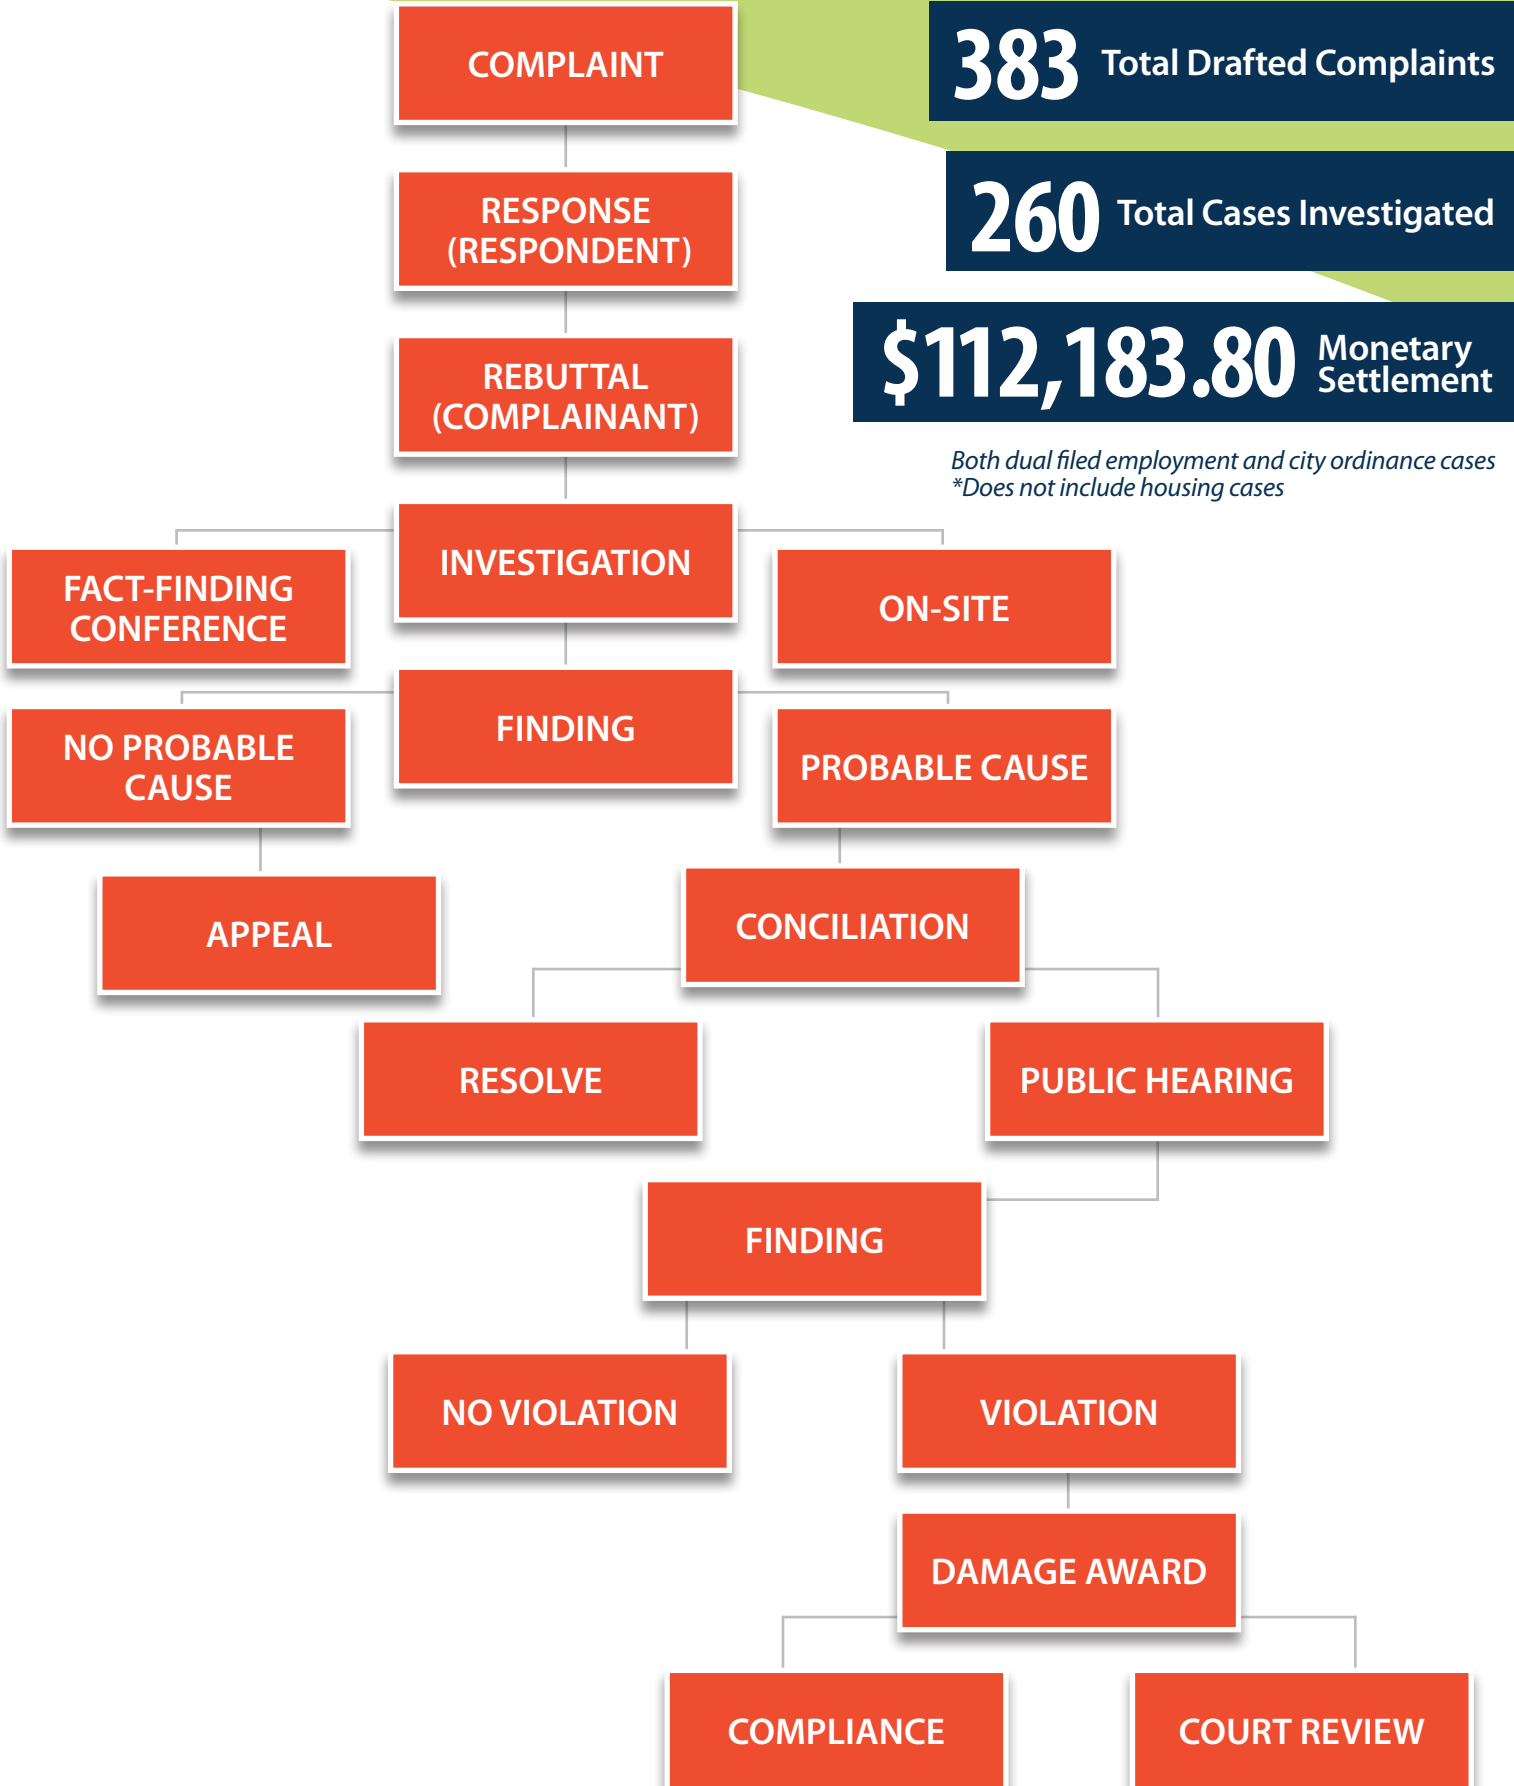 COMPLAINT
383 Total Drafted Complaints
RESPONSE
(RESPONDENT)
260 Total Cases Investigated
REBUTTAL
(COMPLAINANT)
$112,183.80 Monetary
Settlement
Both dual filed employment and city ordinance cases
*Does not include housing cases
INVESTIGATION
FACT-FINDING
CONFERENCE
ON-SITE
FINDING
NO PROBABLE
CAUSE
PROBABLE CAUSE
APPEAL
CONCILIATION
RESOLVE
PUBLIC HEARING
FINDING
NO VIOLATION
VIOLATION
DAMAGE AWARD
COMPLIANCE
COURT REVIEW